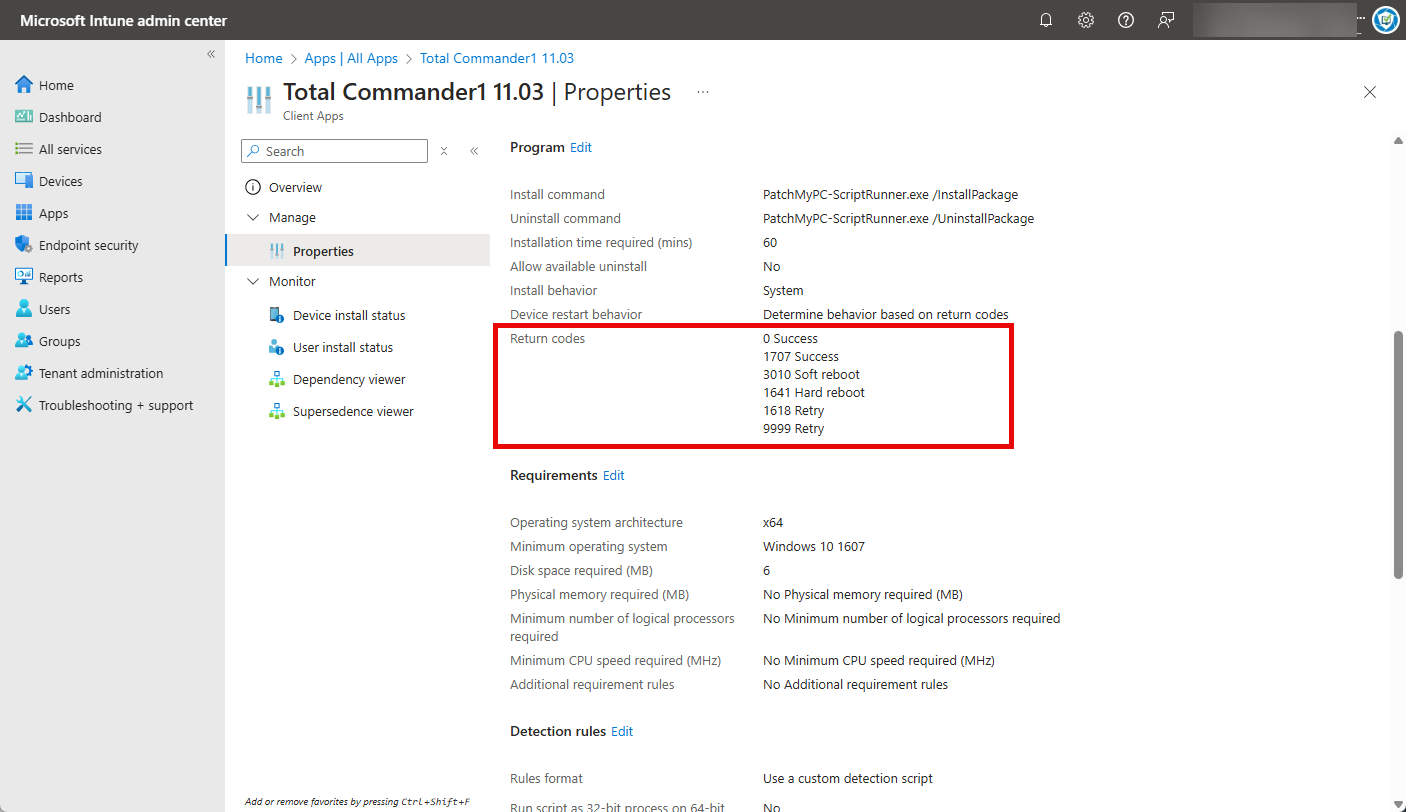 Microsoft Intune admin center
«
Home
Dashboard
All services
Devices
Apps
Endpoint security
Reports
Users
Groups
Tenant administration
Troubleshooting + support
Home > Apps | All Apps > Total Commander1 11.03
Total Commander1 11.03 | Properties ...
Client Apps
Search
«
Overview
Manage
Properties
Monitor
Device install status
User install status
Dependency viewer
Supersedence viewer
Add or remove favorites by pressing Ctrl+Shift+F
Program Edit
Install command PatchMyPC-ScriptRunner.exe /InstallPackage
Uninstall command PatchMyPC-ScriptRunner.exe /UninstallPackage
Installation time required (mins) 60
Allow available uninstall No
Install behavior System
Device restart behavior Determine behavior based on return codes
Return codes 0 Success
1707 Success
3010 Soft reboot
1641 Hard reboot
1618 Retry
9999 Retry
Requirements Edit
Operating system architecture x64
Minimum operating system Windows 10 1607
Disk space required (MB) 6
Physical memory required (MB) No Physical memory required (MB)
Minimum number of logical processors No Minimum number of logical processors required
required
Minimum CPU speed required (MHz) No Minimum CPU speed required (MHz)
Additional requirement rules No Additional requirement rules
Detection rules Edit
Rules format Use a custom detection script
Run script as 32-bit process on 64-bit No